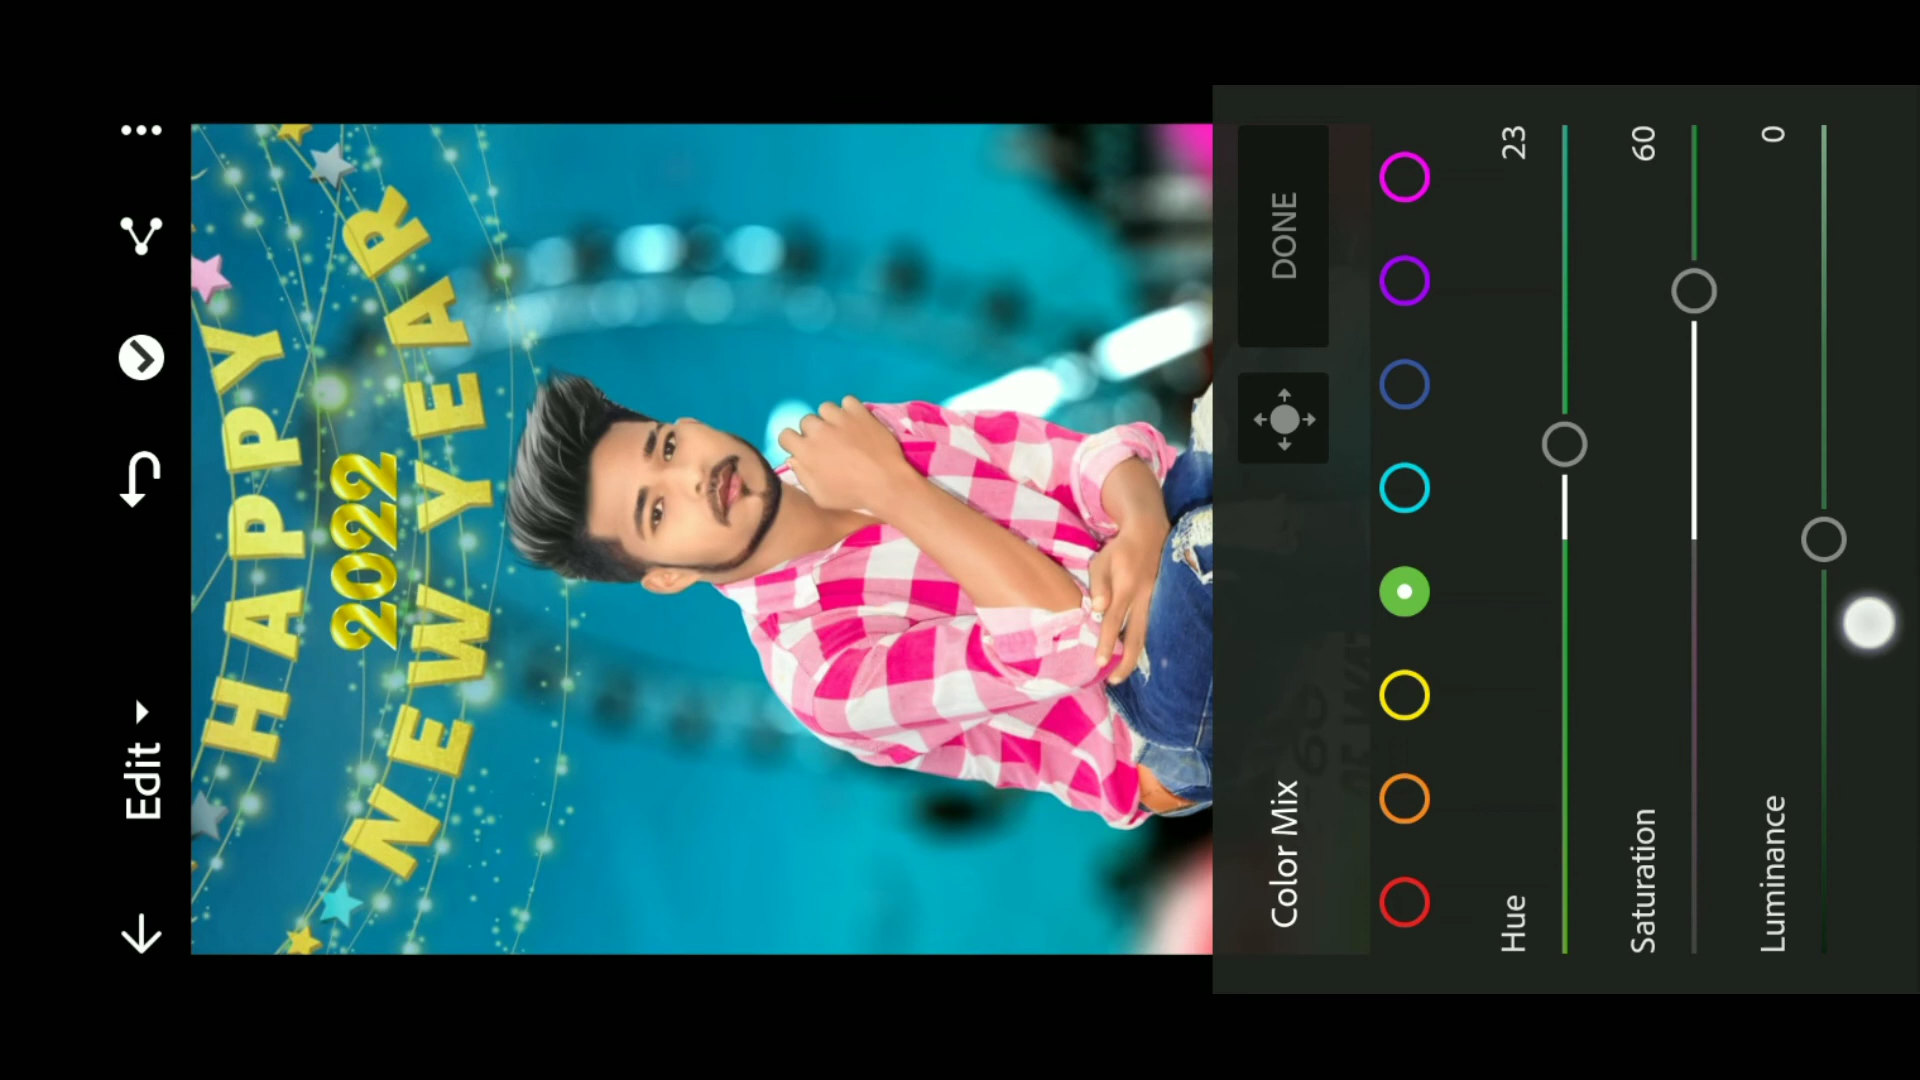 Edit
HAPPY
2022
NEW YEAR
Color Mix
DONE
Hue
23
Saturation
60
Luminance
0